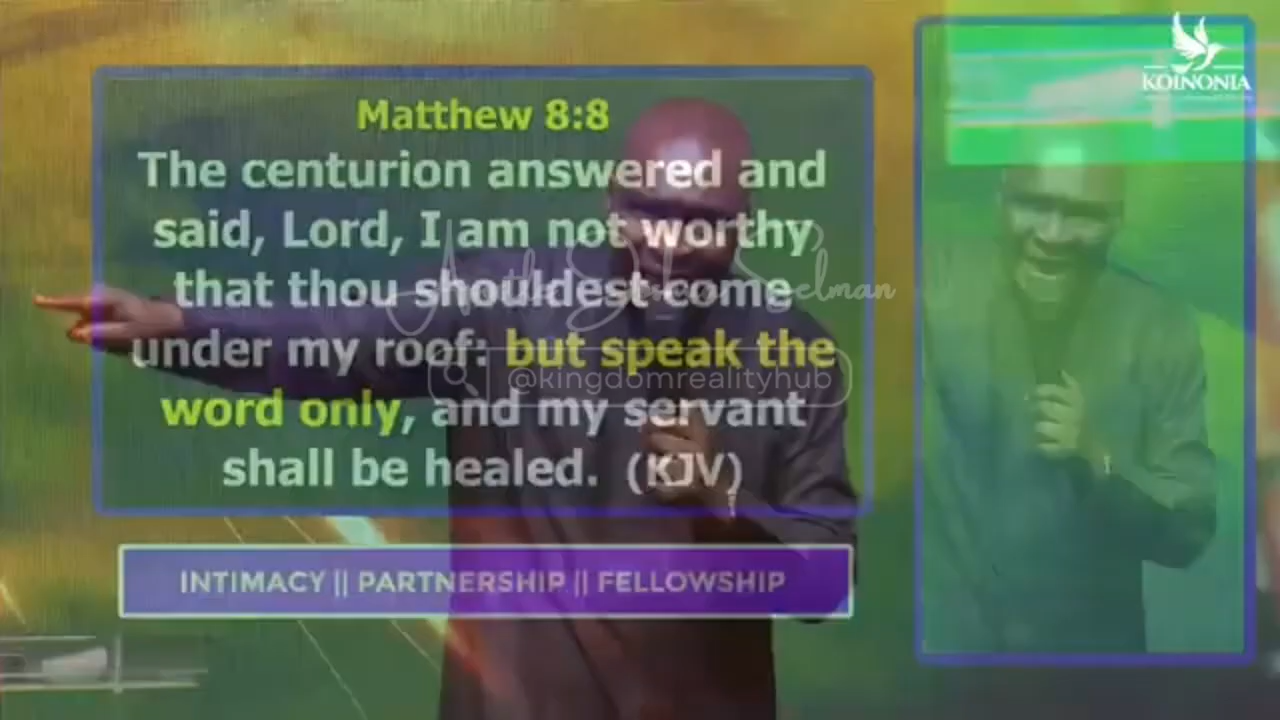 Matthew 8:8
The centurion answered and
said, Lord, I am not worthy
that thou shouldest come
under my roof: but speak the
word only, and my servant
shall be healed. (KJV)
INTIMACY || PARTNERSHIP || FELLOWSHIP
KOINONIA
Selman
@kingdomrealityhub